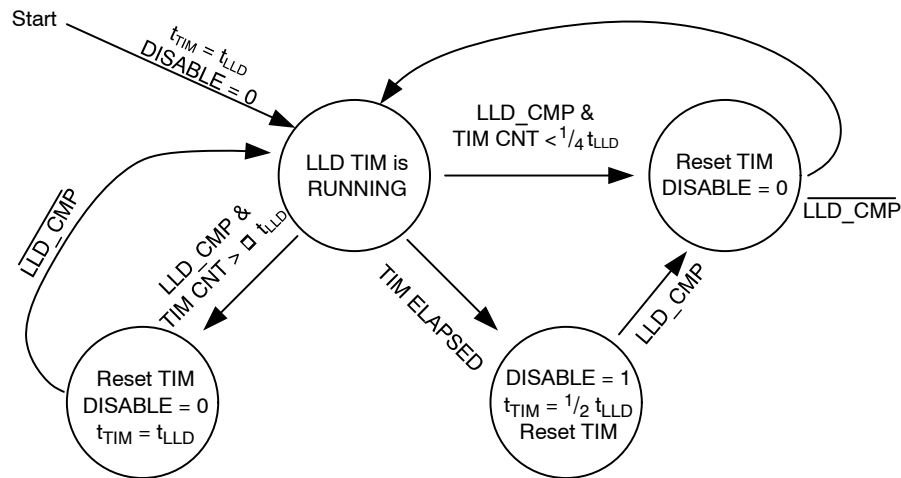 Start
tTIM = tLLD
DISABLE = 0
LLD TIM is
RUNNING
LLD_CMP &
TIM CNT < 1/4 tLLD
Reset TIM
DISABLE = 0
L̅L̅D̅_̅C̅M̅P̅
L̅L̅D̅_̅C̅M̅P̅
LLD_CMP &
TIM CNT > □ tLLD
TIM ELAPSED
LLD_CMP
Reset TIM
DISABLE = 0
tTIM = tLLD
DISABLE = 1
tTIM = 1/2 tLLD
Reset TIM